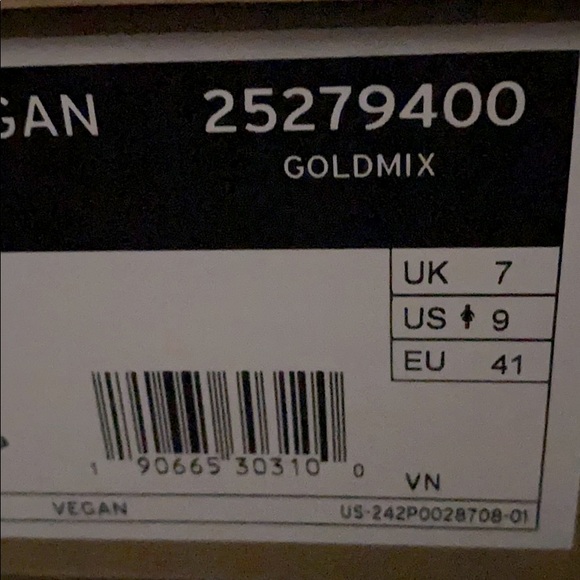 GAN 25279400
GOLDMIX
UK 7
US 9
EU 41
1 90665 30310 0
VN
VEGAN US-242P0028708-01